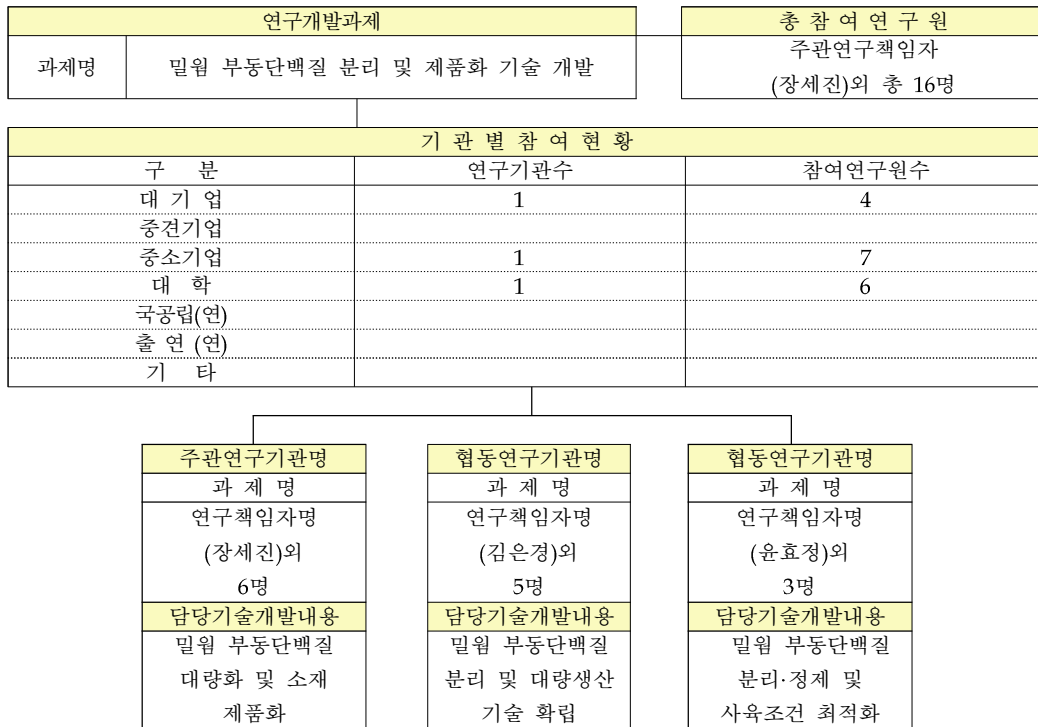 연구개발과제
총 참 여 연 구 원
과제명
밀웜 부동단백질 분리 및 제품화 기술 개발
주관연구책임자
(장세진)외 총 16명
기 관 별 참 여 현 황
구 분 연구기관수 참여연구원수
대 기 업 1 4
중견기업
중소기업 1 7
대 학 1 6
국공립(연)
출 연 (연)
기 타
주관연구기관명
과 제 명
연구책임자명
(장세진)외
6명
담당기술개발내용
밀웜 부동단백질
대량화 및 소재
제품화
협동연구기관명
과 제 명
연구책임자명
(김은경)외
5명
담당기술개발내용
밀웜 부동단백질
분리 및 대량생산
기술 확립
협동연구기관명
과 제 명
연구책임자명
(윤효정)외
3명
담당기술개발내용
밀웜 부동단백질
분리·정제 및
사육조건 최적화